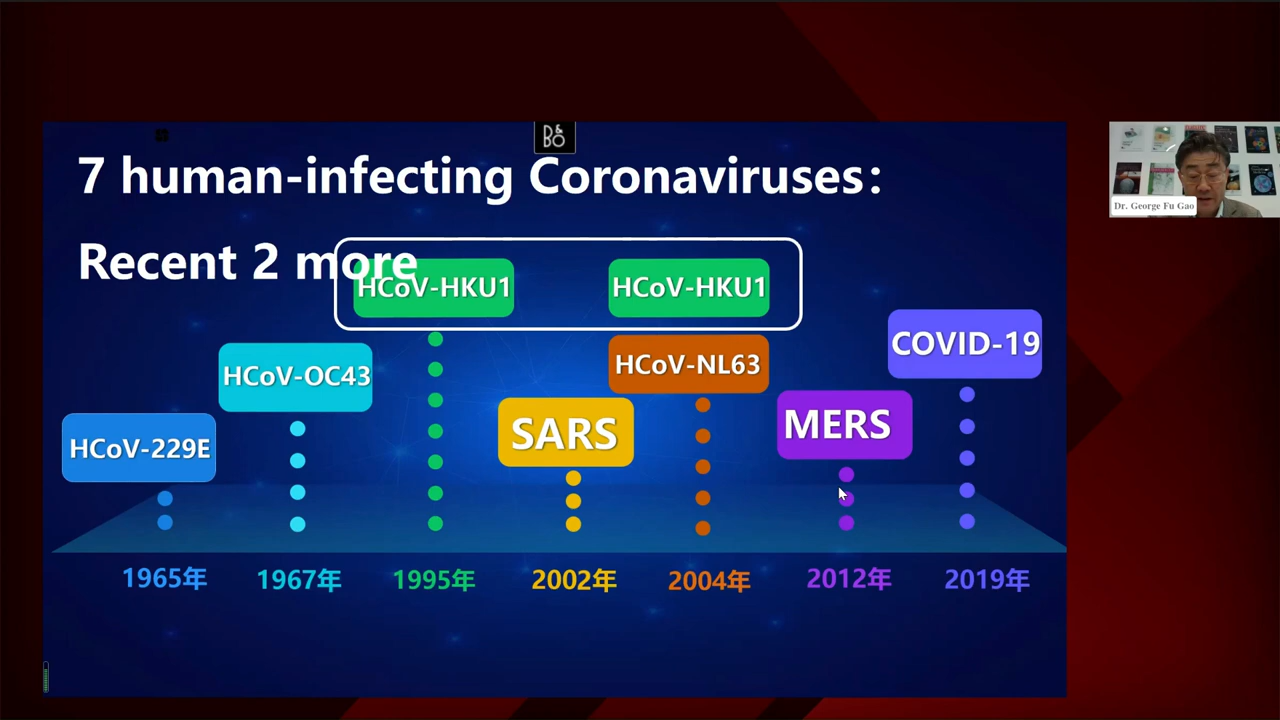 B&O
7 human-infecting Coronaviruses:
Recent 2 more
HCoV-HKU1
HCoV-HKU1
COVID-19
HCoV-OC43
HCoV-NL63
HCoV-229E
SARS
MERS
1965年
1967年
1995年
2002年
2004年
2012年
2019年
Dr. George Fu Gao